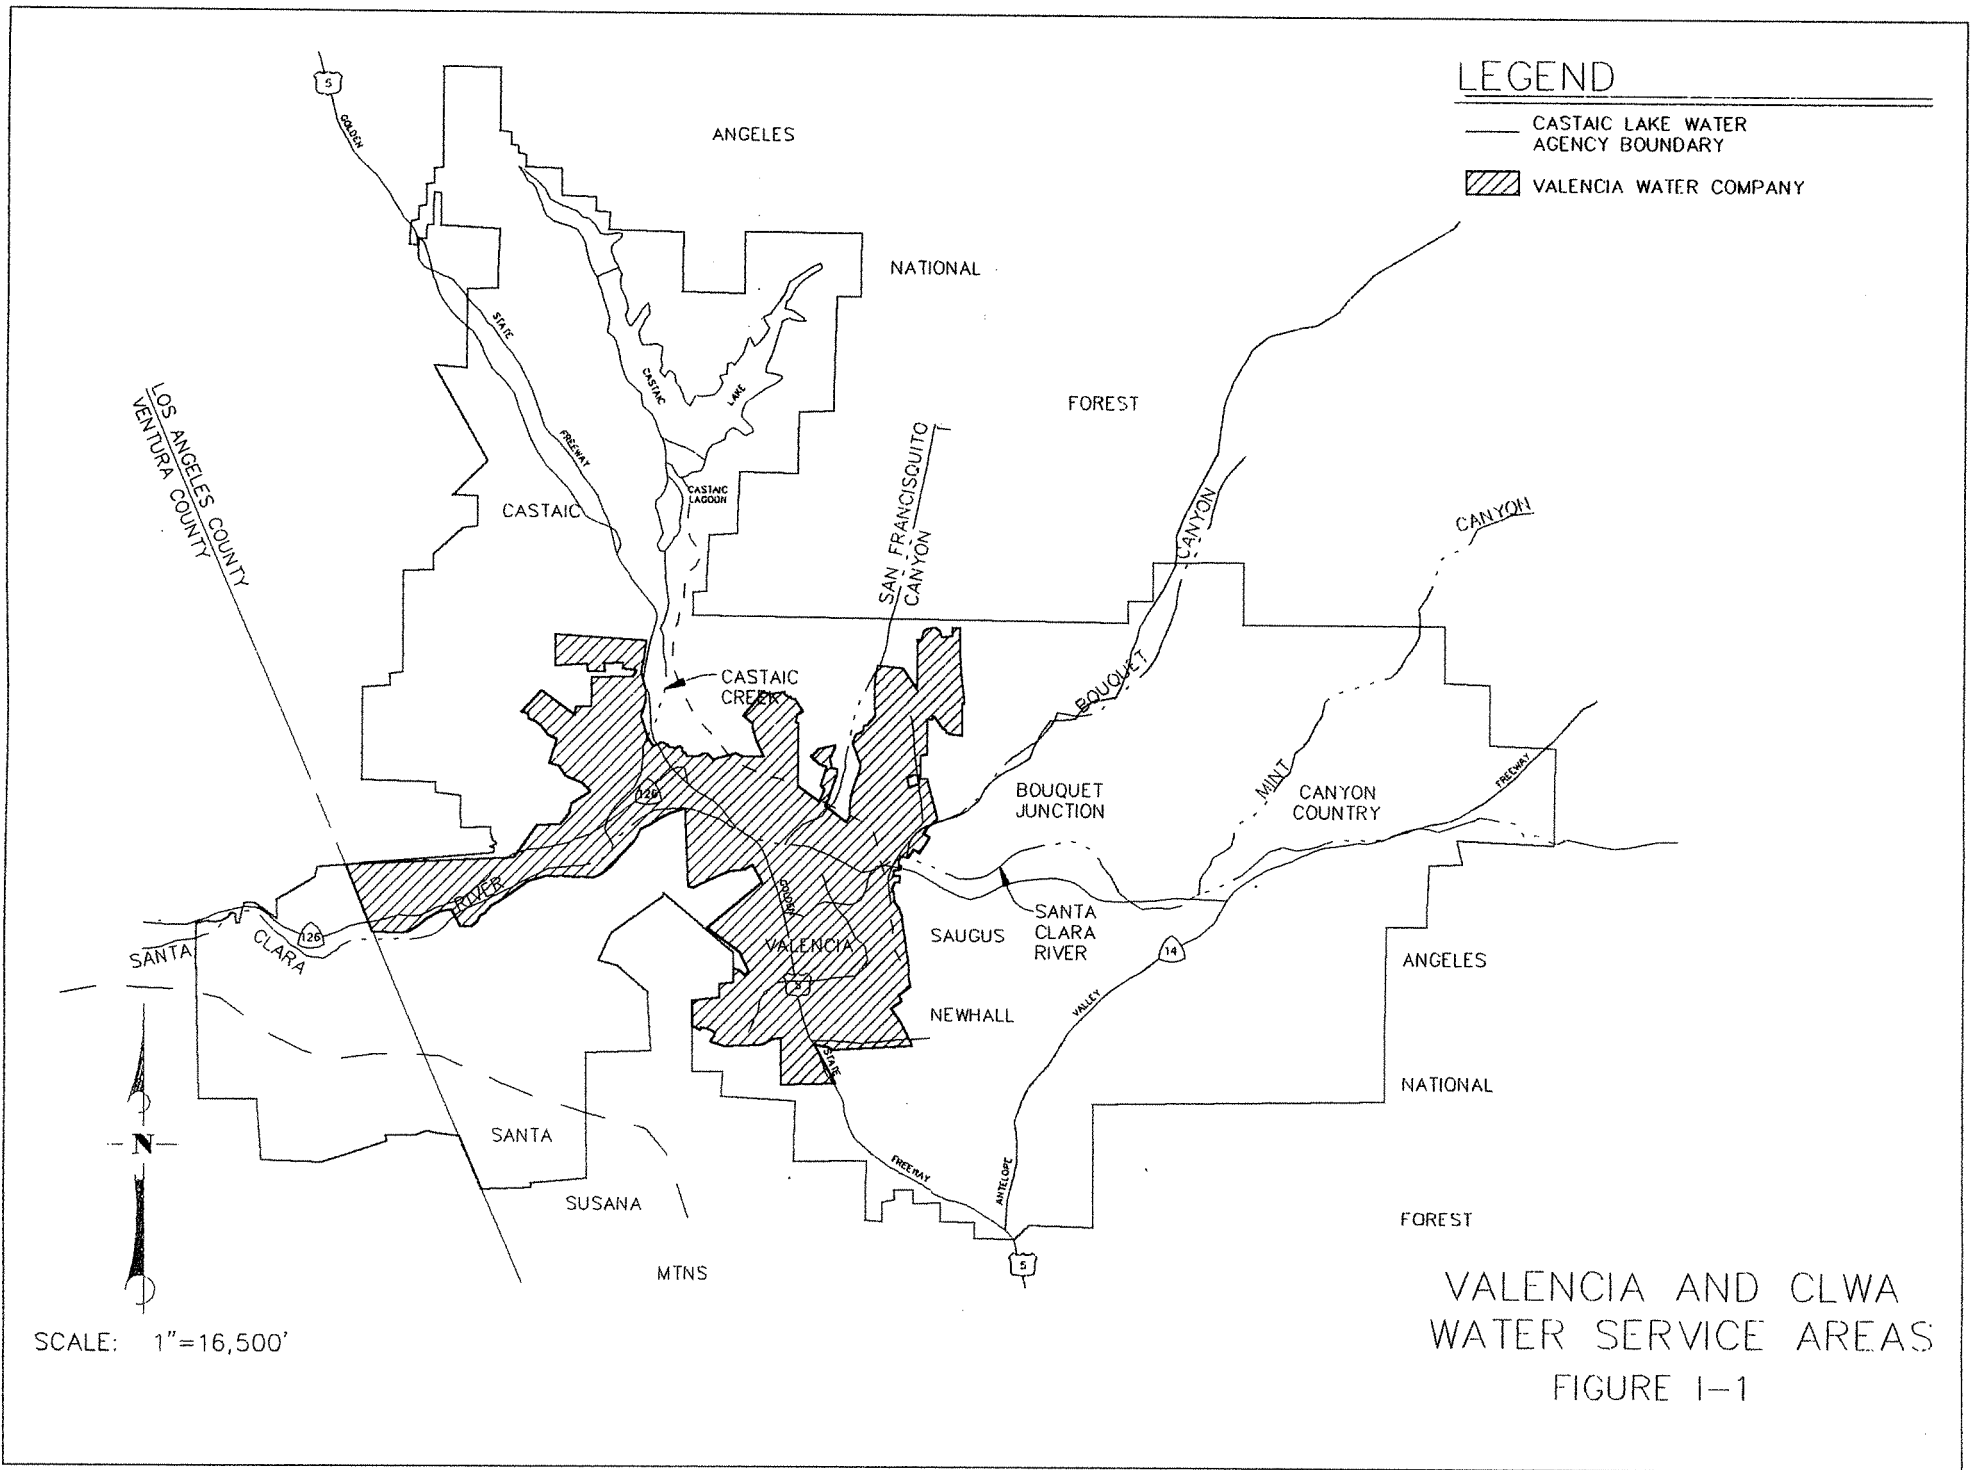 LEGEND
CASTAIC LAKE WATER
AGENCY BOUNDARY
VALENCIA WATER COMPANY
5
GOLDEN
STATE
FREEWAY
ANGELES
NATIONAL
FOREST
CASTAIC
LAKE
CASTAIC
LAGOON
CASTAIC
LOS ANGELES COUNTY
VENTURA COUNTY
SAN FRANCISQUITO
CANYON
BOUQUET
CANYON
MINT
CANYON
CASTAIC
CREEK
126
BOUQUET
JUNCTION
CANYON
COUNTRY
FREEWAY
SANTA
CLARA
RIVER
126
GOLDEN
VALENCIA
5
STATE
FREEWAY
SAUGUS
NEWHALL
SANTA
CLARA
RIVER
14
VALLEY
ANTELOPE
5
ANGELES
NATIONAL
FOREST
SANTA
SUSANA
MTNS
N
SCALE: 1"=16,500'
VALENCIA AND CLWA
WATER SERVICE AREAS
FIGURE I-1